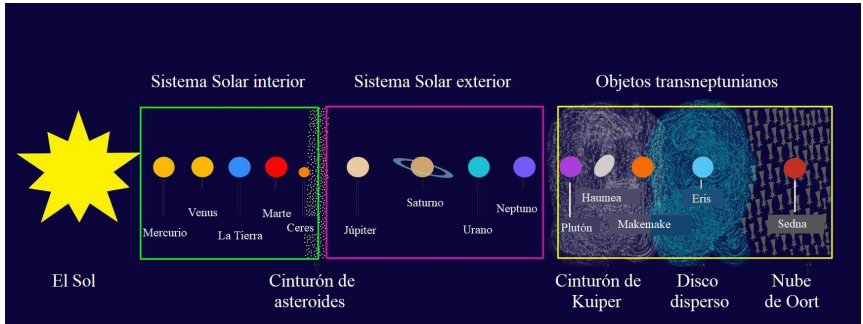 Sistema Solar interior
Sistema Solar exterior
Objetos transneptunianos
Mercurio
Venus
La Tierra
Marte
Ceres
Júpiter
Saturno
Urano
Neptuno
Plutón
Haumea
Makemake
Eris
Sedna
El Sol
Cinturón de
asteroides
Cinturón de
Kuiper
Disco
disperso
Nube
de Oort